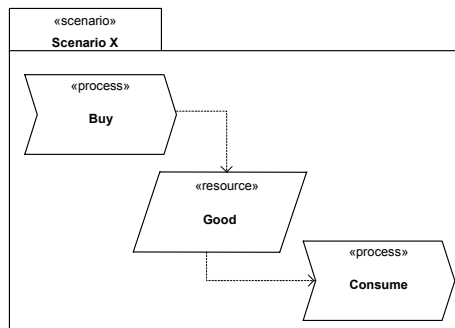 «scenario»
Scenario X
«process»
Buy
«resource»
Good
«process»
Consume